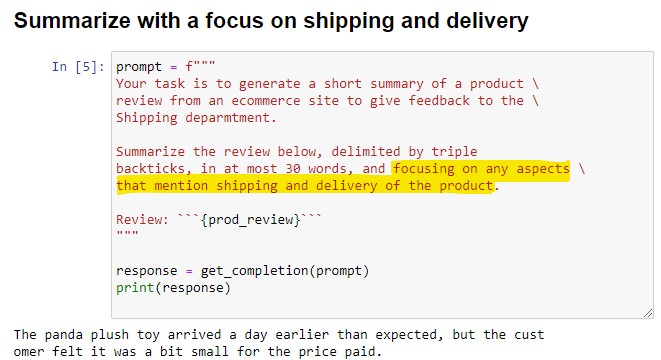 Summarize with a focus on shipping and delivery
In [5]: prompt = f"""
Your task is to generate a short summary of a product \
review from an ecommerce site to give feedback to the \
Shipping deparmtment.
Summarize the review below, delimited by triple
backticks, in at most 30 words, and focusing on any aspects \
that mention shipping and delivery of the product.
Review: ```{prod_review}```
"""
response = get_completion(prompt)
print(response)
The panda plush toy arrived a day earlier than expected, but the cust
omer felt it was a bit small for the price paid.